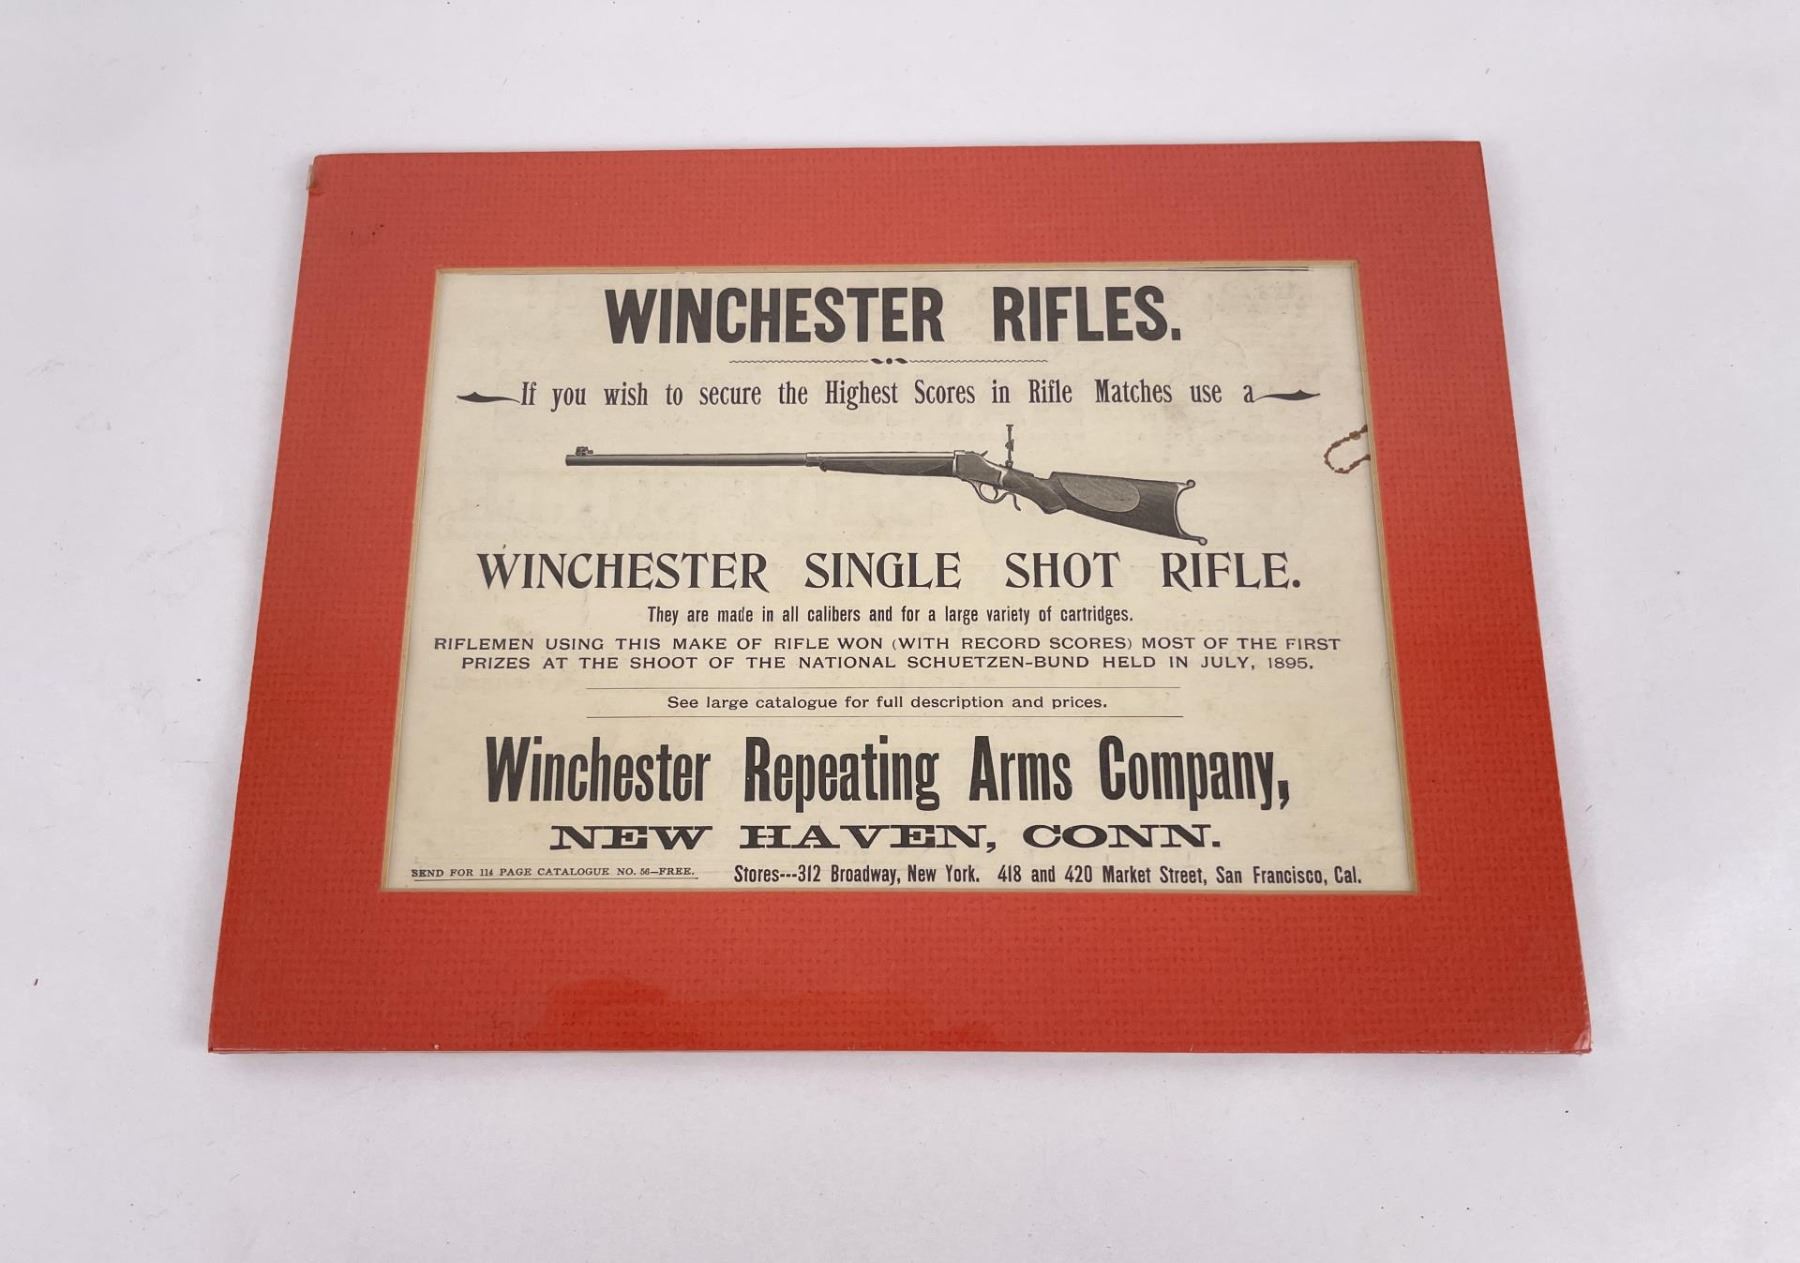 WINCHESTER RIFLES.
If you wish to secure the Highest Scores in Rifle Matches use a
WINCHESTER SINGLE SHOT RIFLE.
They are made in all calibers and for a large variety of cartridges.
RIFLEMEN USING THIS MAKE OF RIFLE WON (WITH RECORD SCORES) MOST OF THE FIRST
PRIZES AT THE SHOOT OF THE NATIONAL SCHUETZEN-BUND HELD IN JULY, 1895.
See large catalogue for full description and prices.
Winchester Repeating Arms Company,
NEW HAVEN, CONN.
SEND FOR 114 PAGE CATALOGUE NO. 56—FREE.
Stores---312 Broadway, New York. 418 and 420 Market Street, San Francisco, Cal.